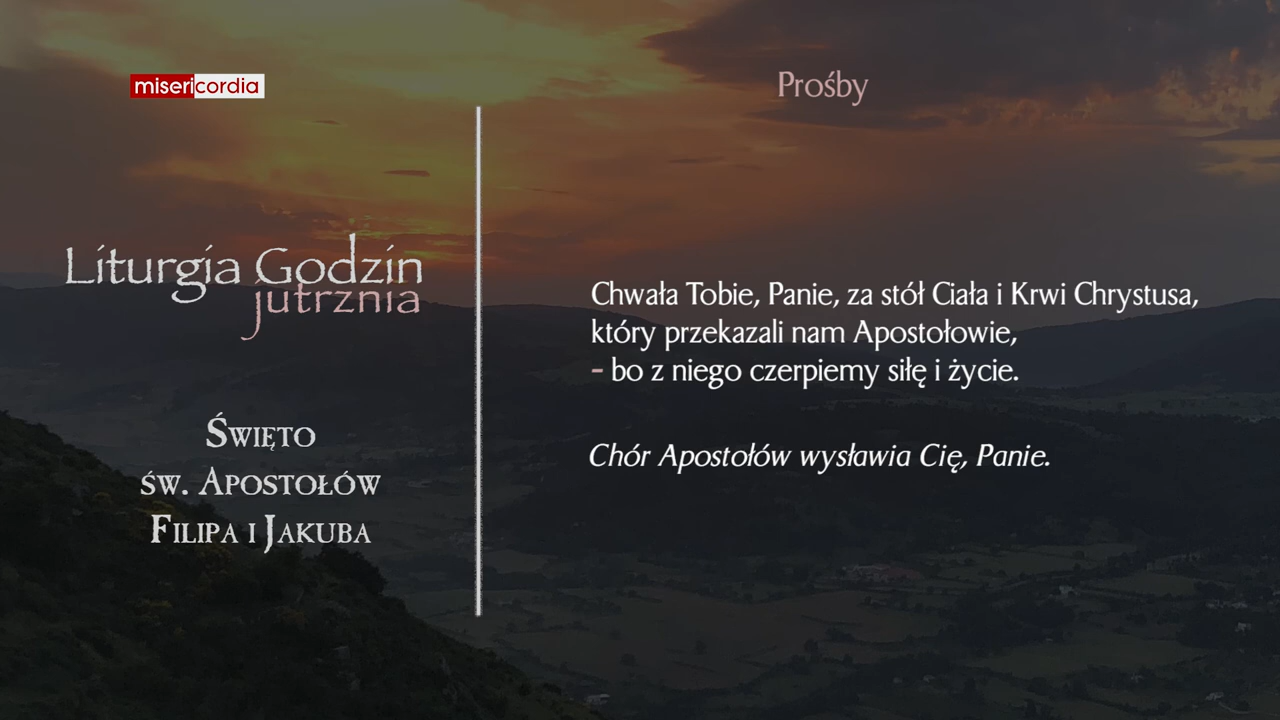 misericordia
Liturgia Godzin
jutrznia
Święto
św. Apostołów
Filipa i Jakuba
Prośby
Chwała Tobie, Panie, za stół Ciała i Krwi Chrystusa,
który przekazali nam Apostołowie,
- bo z niego czerpiemy siłę i życie.
Chór Apostołów wysławia Cię, Panie.